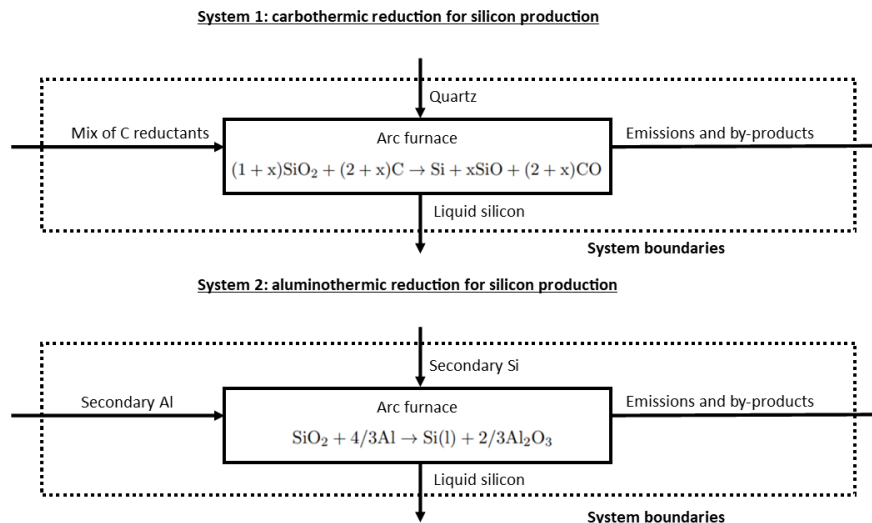 System 1: carbothermic reduction for silicon production
Quartz
Mix of C reductants
Arc furnace
Emissions and by-products
(1 + x)SiO₂ + (2 + x)C → Si + xSiO + (2 + x)CO
Liquid silicon
System boundaries
System 2: aluminothermic reduction for silicon production
Secondary Si
Secondary Al
Arc furnace
Emissions and by-products
SiO₂ + 4/3Al → Si(l) + 2/3Al₂O₃
Liquid silicon
System boundaries